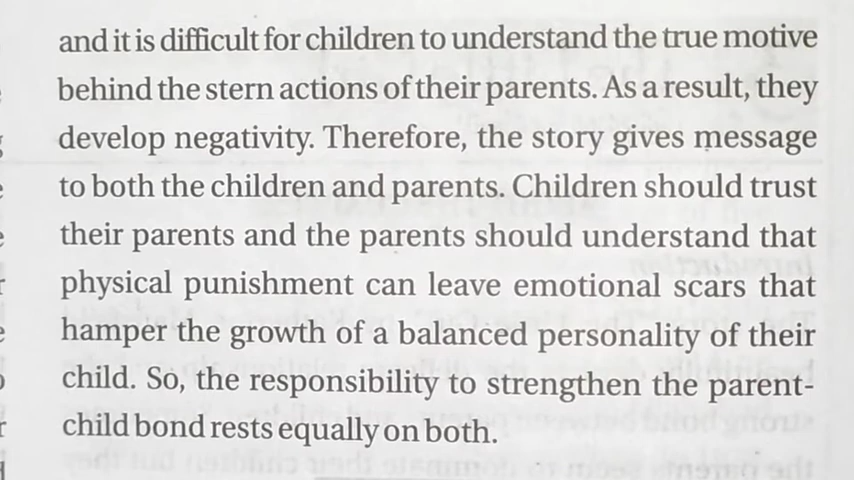 and it is difficult for children to understand the true motive
behind the stern actions of their parents. As a result, they
develop negativity. Therefore, the story gives message
to both the children and parents. Children should trust
their parents and the parents should understand that
physical punishment can leave emotional scars that
hamper the growth of a balanced personality of their
child. So, the responsibility to strengthen the parent-
child bond rests equally on both.